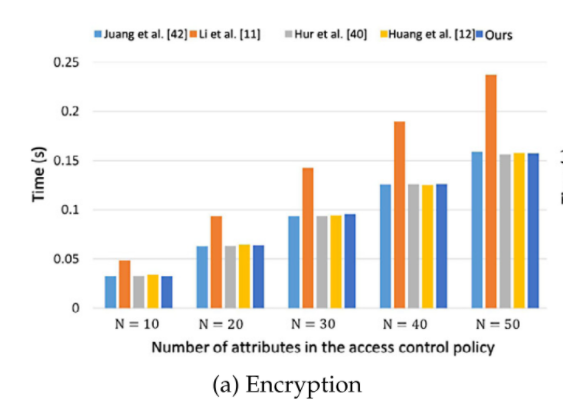 Juang et al. [42] Li et al. [11] Hur et al. [40] Huang et al. [12] Ours
0.25
0.2
0.15
0.1
0.05
0
Time (s)
N = 10 N = 20 N = 30 N = 40 N = 50
Number of attributes in the access control policy
(a) Encryption